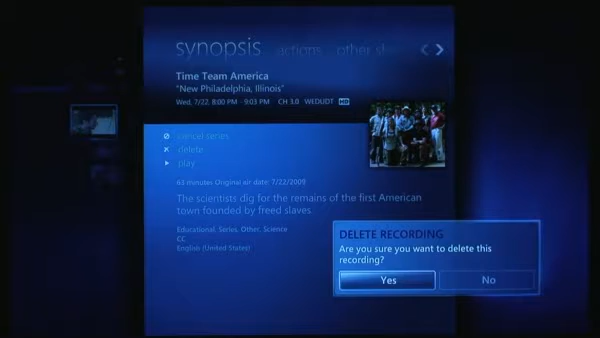 synopsis actions other sh
Time Team America
"New Philadelphia, Illinois"
Wed, 7/22, 8:00 PM - 9:03 PM CH 3.0 WEDUDT HD
cancel series
delete
play
63 minutes Original air date: 7/22/2009
The scientists dig for the remains of the first American
town founded by freed slaves.
Educational, Series, Other, Science
CC
English (United States)
DELETE RECORDING
Are you sure you want to delete this
recording?
Yes No